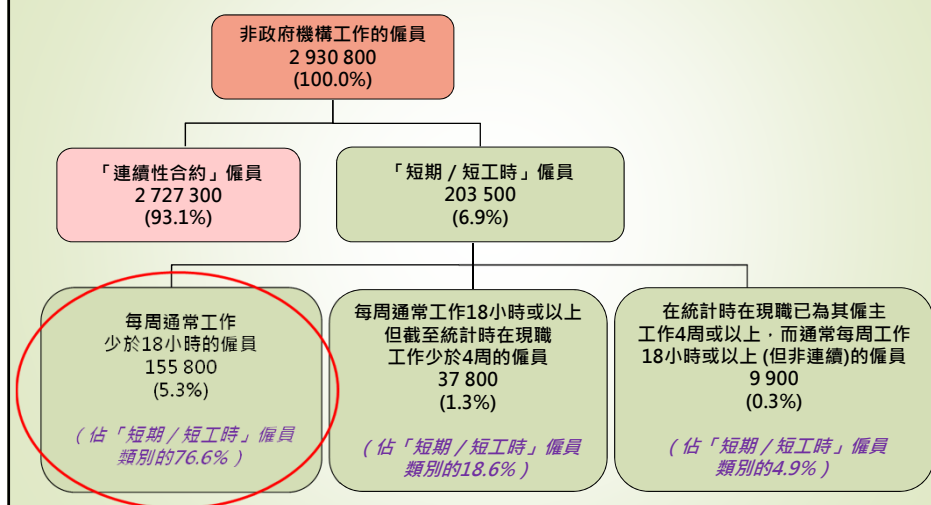 非政府機構工作的僱員
2 930 800
(100.0%)
「連續性合約」僱員
2 727 300
(93.1%)
「短期 / 短工時」僱員
203 500
(6.9%)
每周通常工作
少於18小時的僱員
155 800
(5.3%)
(佔「短期 / 短工時」僱員
類別的76.6%)
每周通常工作18小時或以上
但截至統計時在現職
工作少於4周的僱員
37 800
(1.3%)
(佔「短期 / 短工時」僱員
類別的18.6%)
在統計時在現職已為其僱主
工作4周或以上，而通常每周工作
18小時或以上 (但非連續)的僱員
9 900
(0.3%)
(佔「短期 / 短工時」僱員
類別的4.9%)